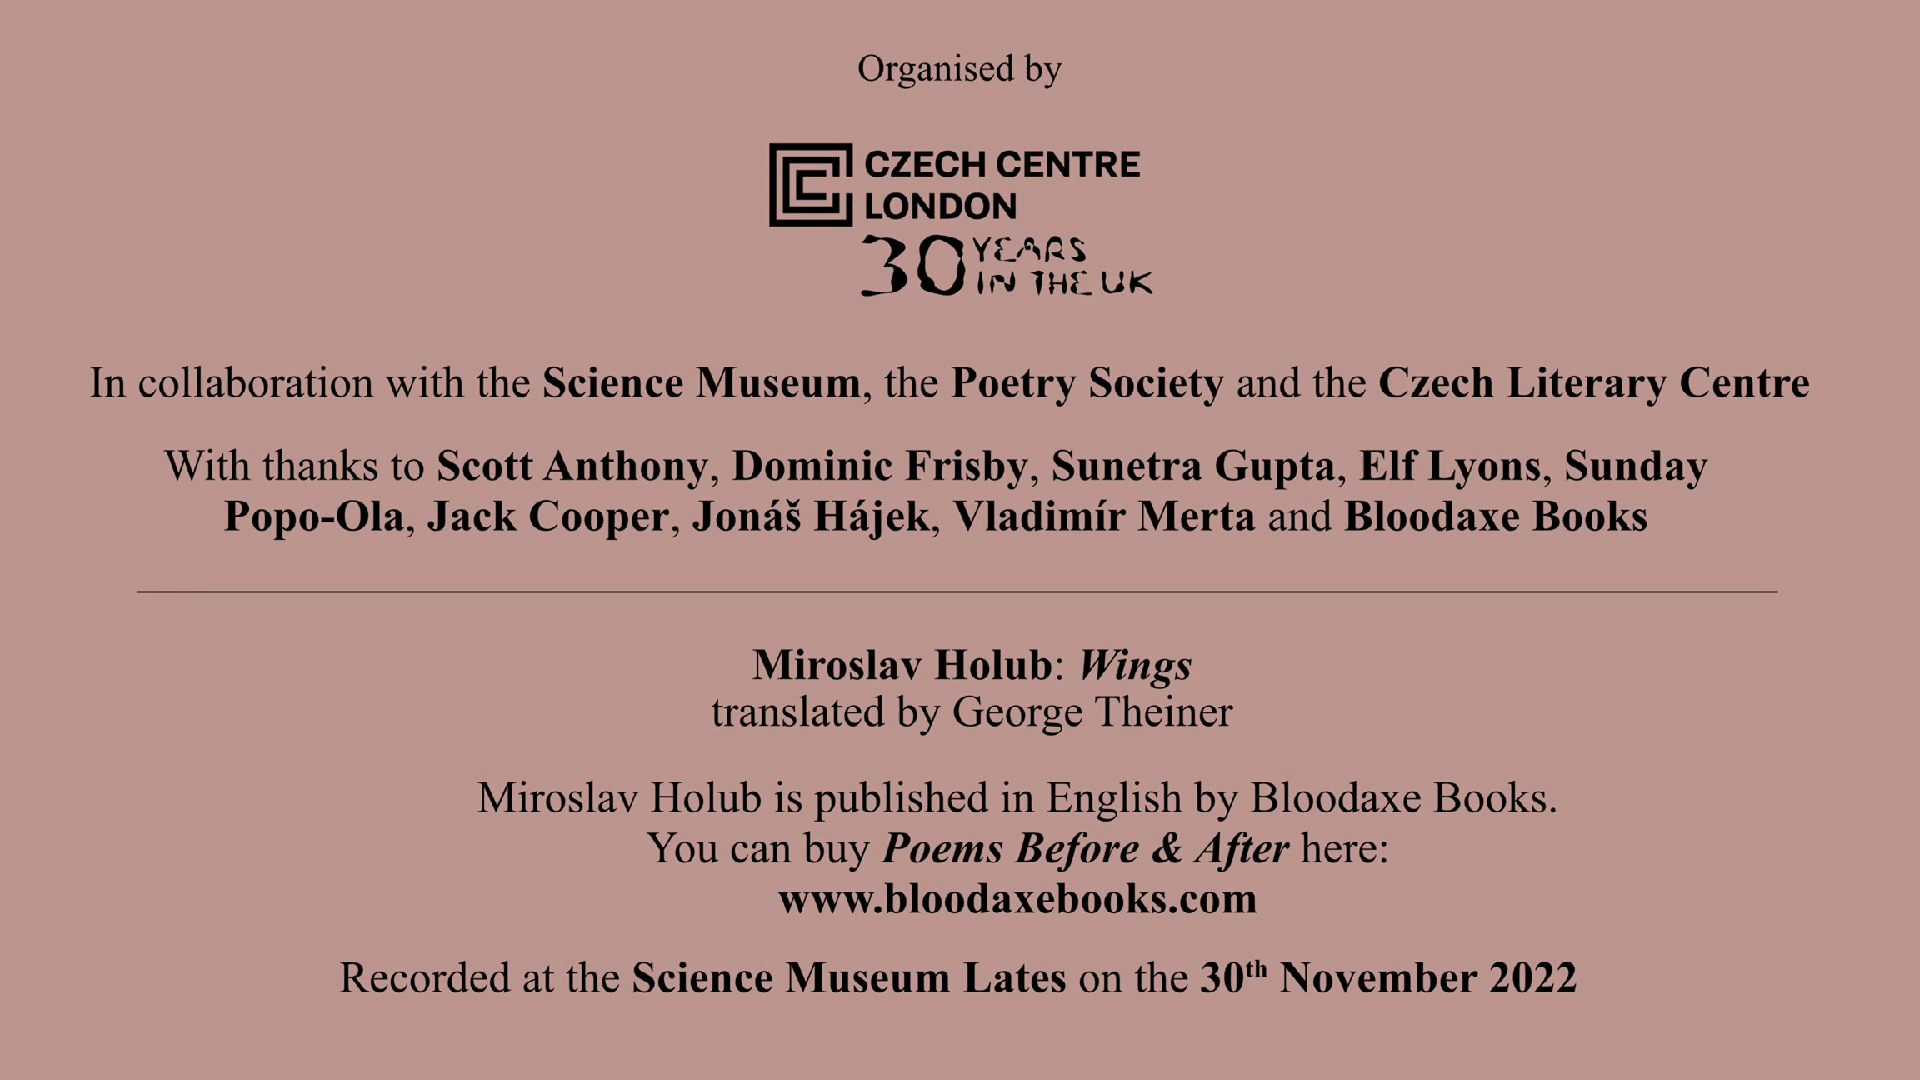 Organised by
CZECH CENTRE
LONDON
30 YEARS
IN THE UK
In collaboration with the Science Museum, the Poetry Society and the Czech Literary Centre
With thanks to Scott Anthony, Dominic Frisby, Sunetra Gupta, Elf Lyons, Sunday
Popo-Ola, Jack Cooper, Jonáš Hájek, Vladimír Merta and Bloodaxe Books
Miroslav Holub: Wings
translated by George Theiner
Miroslav Holub is published in English by Bloodaxe Books.
You can buy Poems Before & After here:
www.bloodaxebooks.com
Recorded at the Science Museum Lates on the 30th November 2022